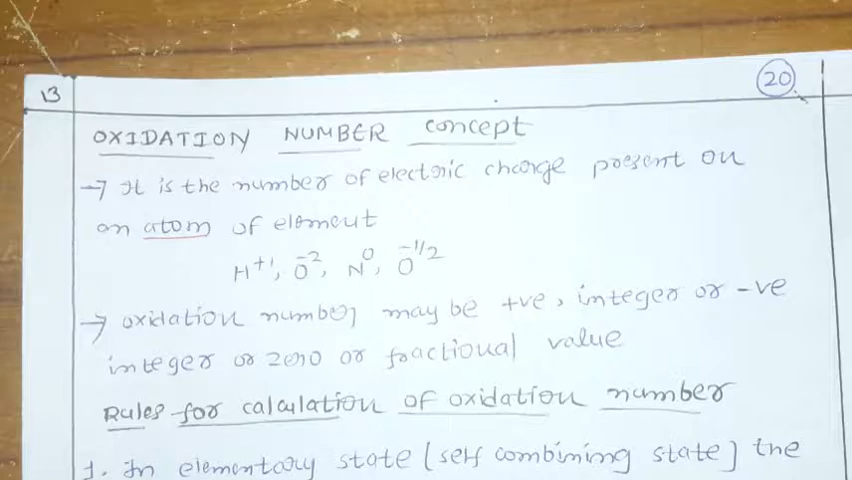 13
20
OXIDATION NUMBER concept
→ It is the number of electric charge present on
an atom of element
H⁺¹, O⁻², N⁰, O⁻¹/²
→ oxidation number may be +ve, integer or -ve
integer or zero or fractional value
Rules for calculation of oxidation number
1. In elementary state [self combining state] the